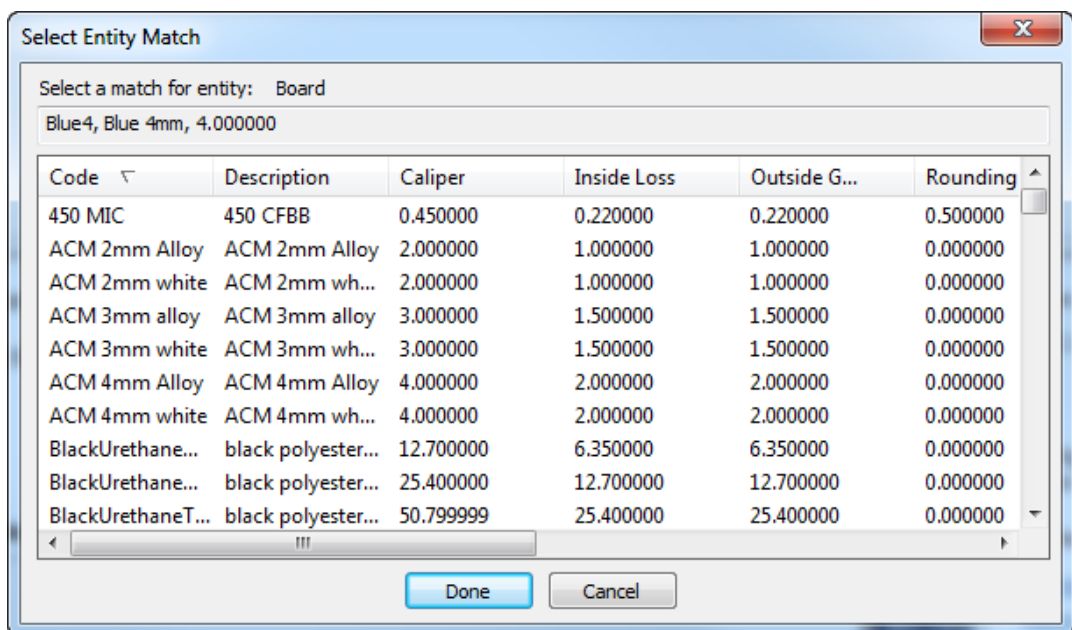 Select Entity Match
Select a match for entity: Board
Blue4, Blue 4mm, 4.000000
Code Description Caliper Inside Loss Outside G... Rounding
450 MIC 450 CFBB 0.450000 0.220000 0.220000 0.500000
ACM 2mm Alloy ACM 2mm Alloy 2.000000 1.000000 1.000000 0.000000
ACM 2mm white ACM 2mm wh... 2.000000 1.000000 1.000000 0.000000
ACM 3mm alloy ACM 3mm alloy 3.000000 1.500000 1.500000 0.000000
ACM 3mm white ACM 3mm wh... 3.000000 1.500000 1.500000 0.000000
ACM 4mm Alloy ACM 4mm Alloy 4.000000 2.000000 2.000000 0.000000
ACM 4mm white ACM 4mm wh... 4.000000 2.000000 2.000000 0.000000
BlackUrethane... black polyester... 12.700000 6.350000 6.350000 0.000000
BlackUrethane... black polyester... 25.400000 12.700000 12.700000 0.000000
BlackUrethaneT... black polyester... 50.799999 25.400000 25.400000 0.000000
Done Cancel